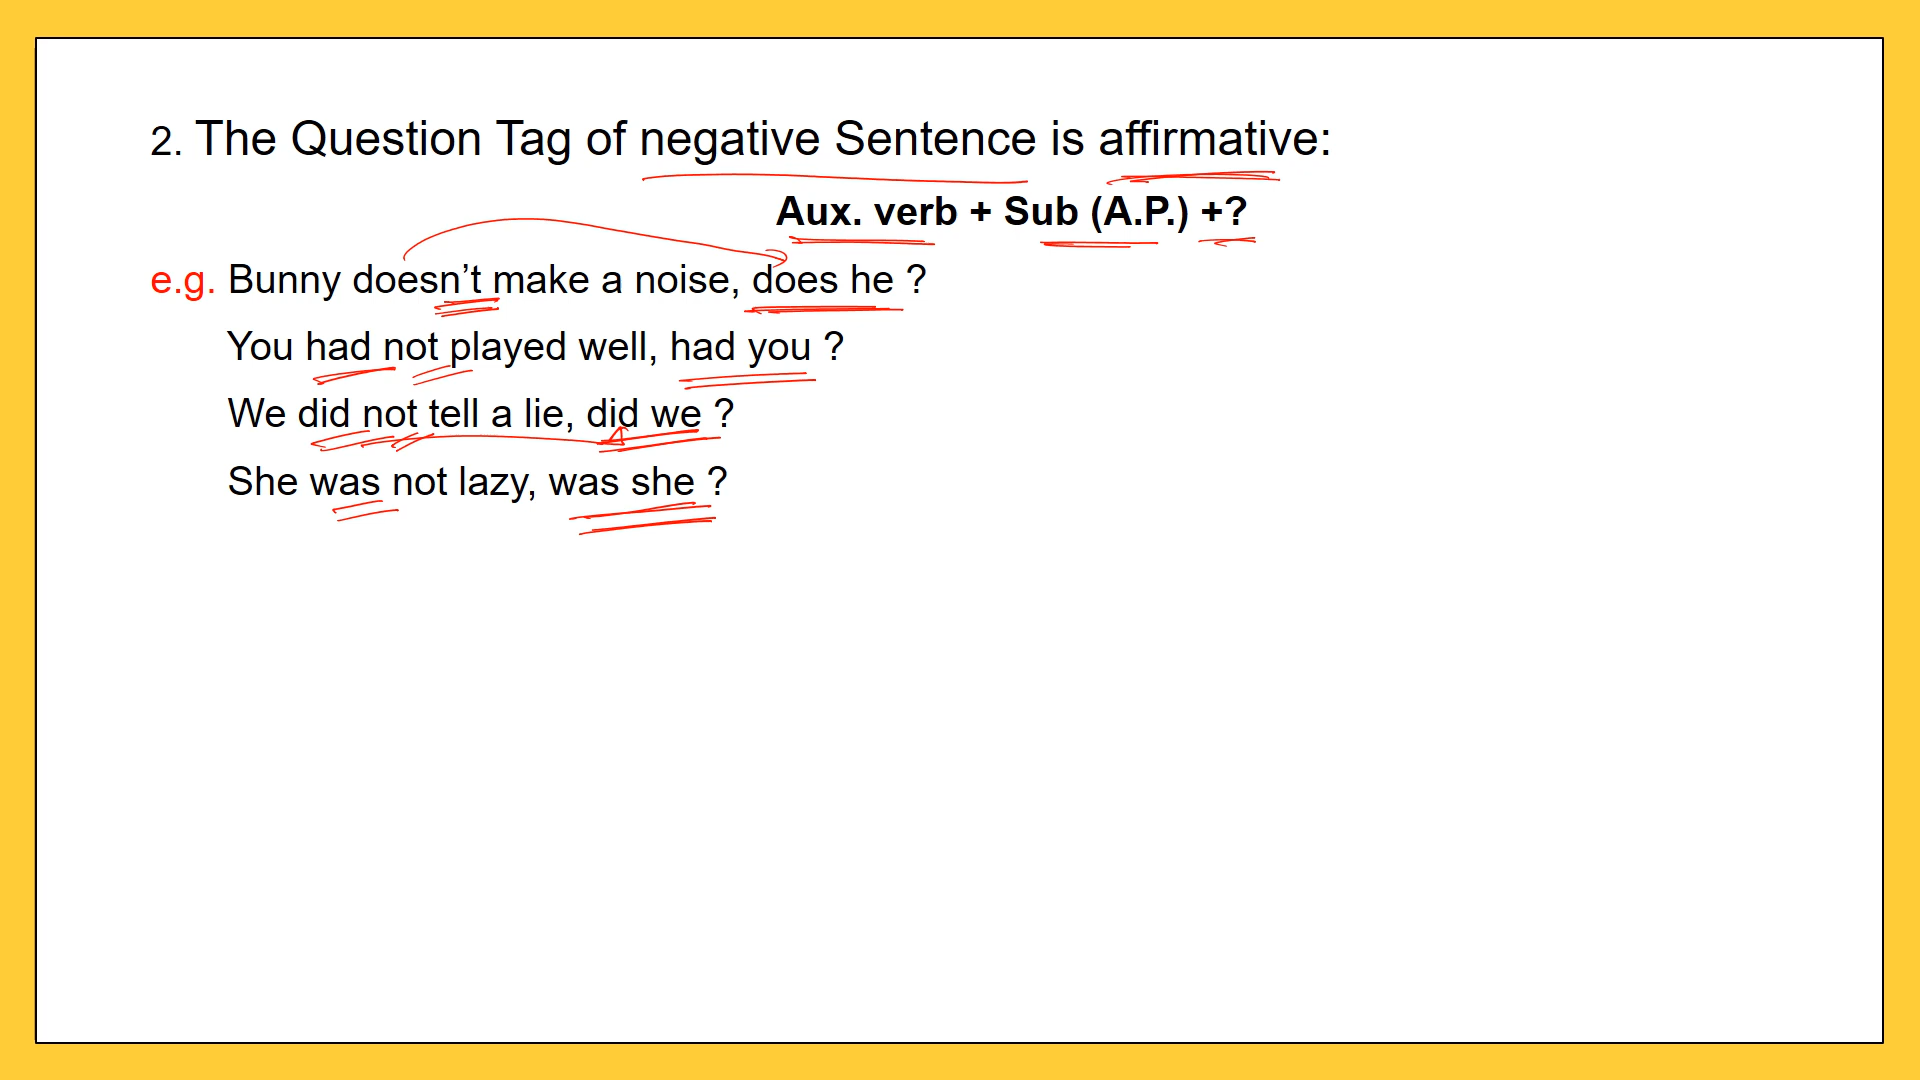 2. The Question Tag of negative Sentence is affirmative:
Aux. verb + Sub (A.P.) +?
e.g. Bunny doesn’t make a noise, does he ?
You had not played well, had you ?
We did not tell a lie, did we ?
She was not lazy, was she ?